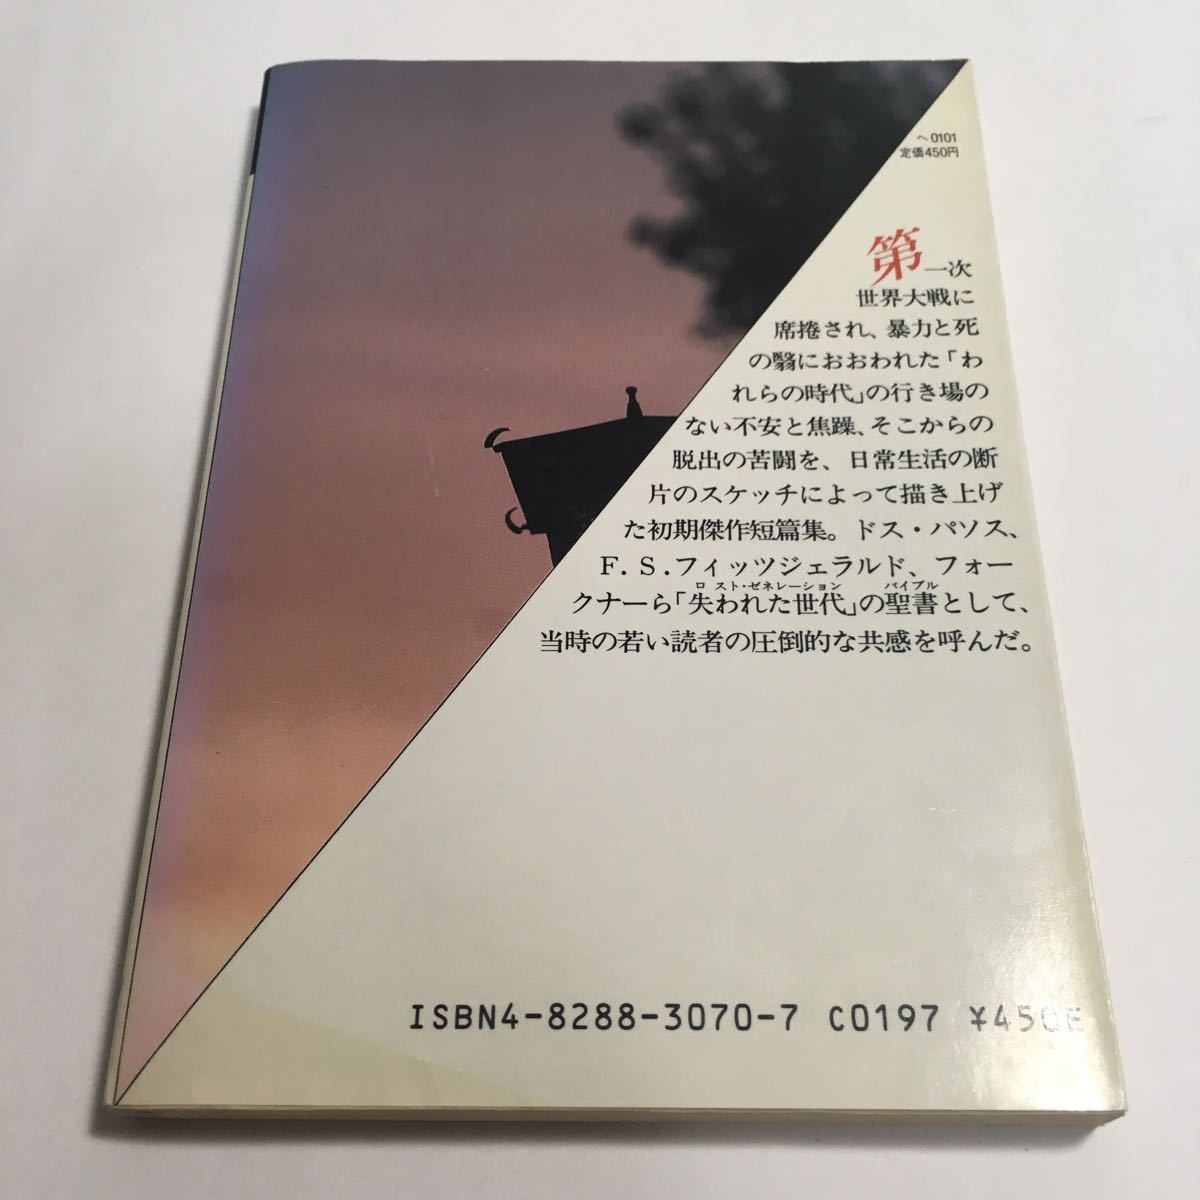 へ0101
定価450円
第一次
世界大戦に
席捲され、暴力と死
の翳におおわれた「わ
れらの時代」の行き場の
ない不安と焦躁、そこからの
脱出の苦闘を、日常生活の断
片のスケッチによって描き上げ
た初期傑作短篇集。ドス・パソス、
F.S.フィッツジェラルド、フォー
ロスト・ゼネレーション バイブル
クナーら「失われた世代」の聖書として、
当時の若い読者の圧倒的な共感を呼んだ。
ISBN4-8288-3070-7 C0197 ¥450E